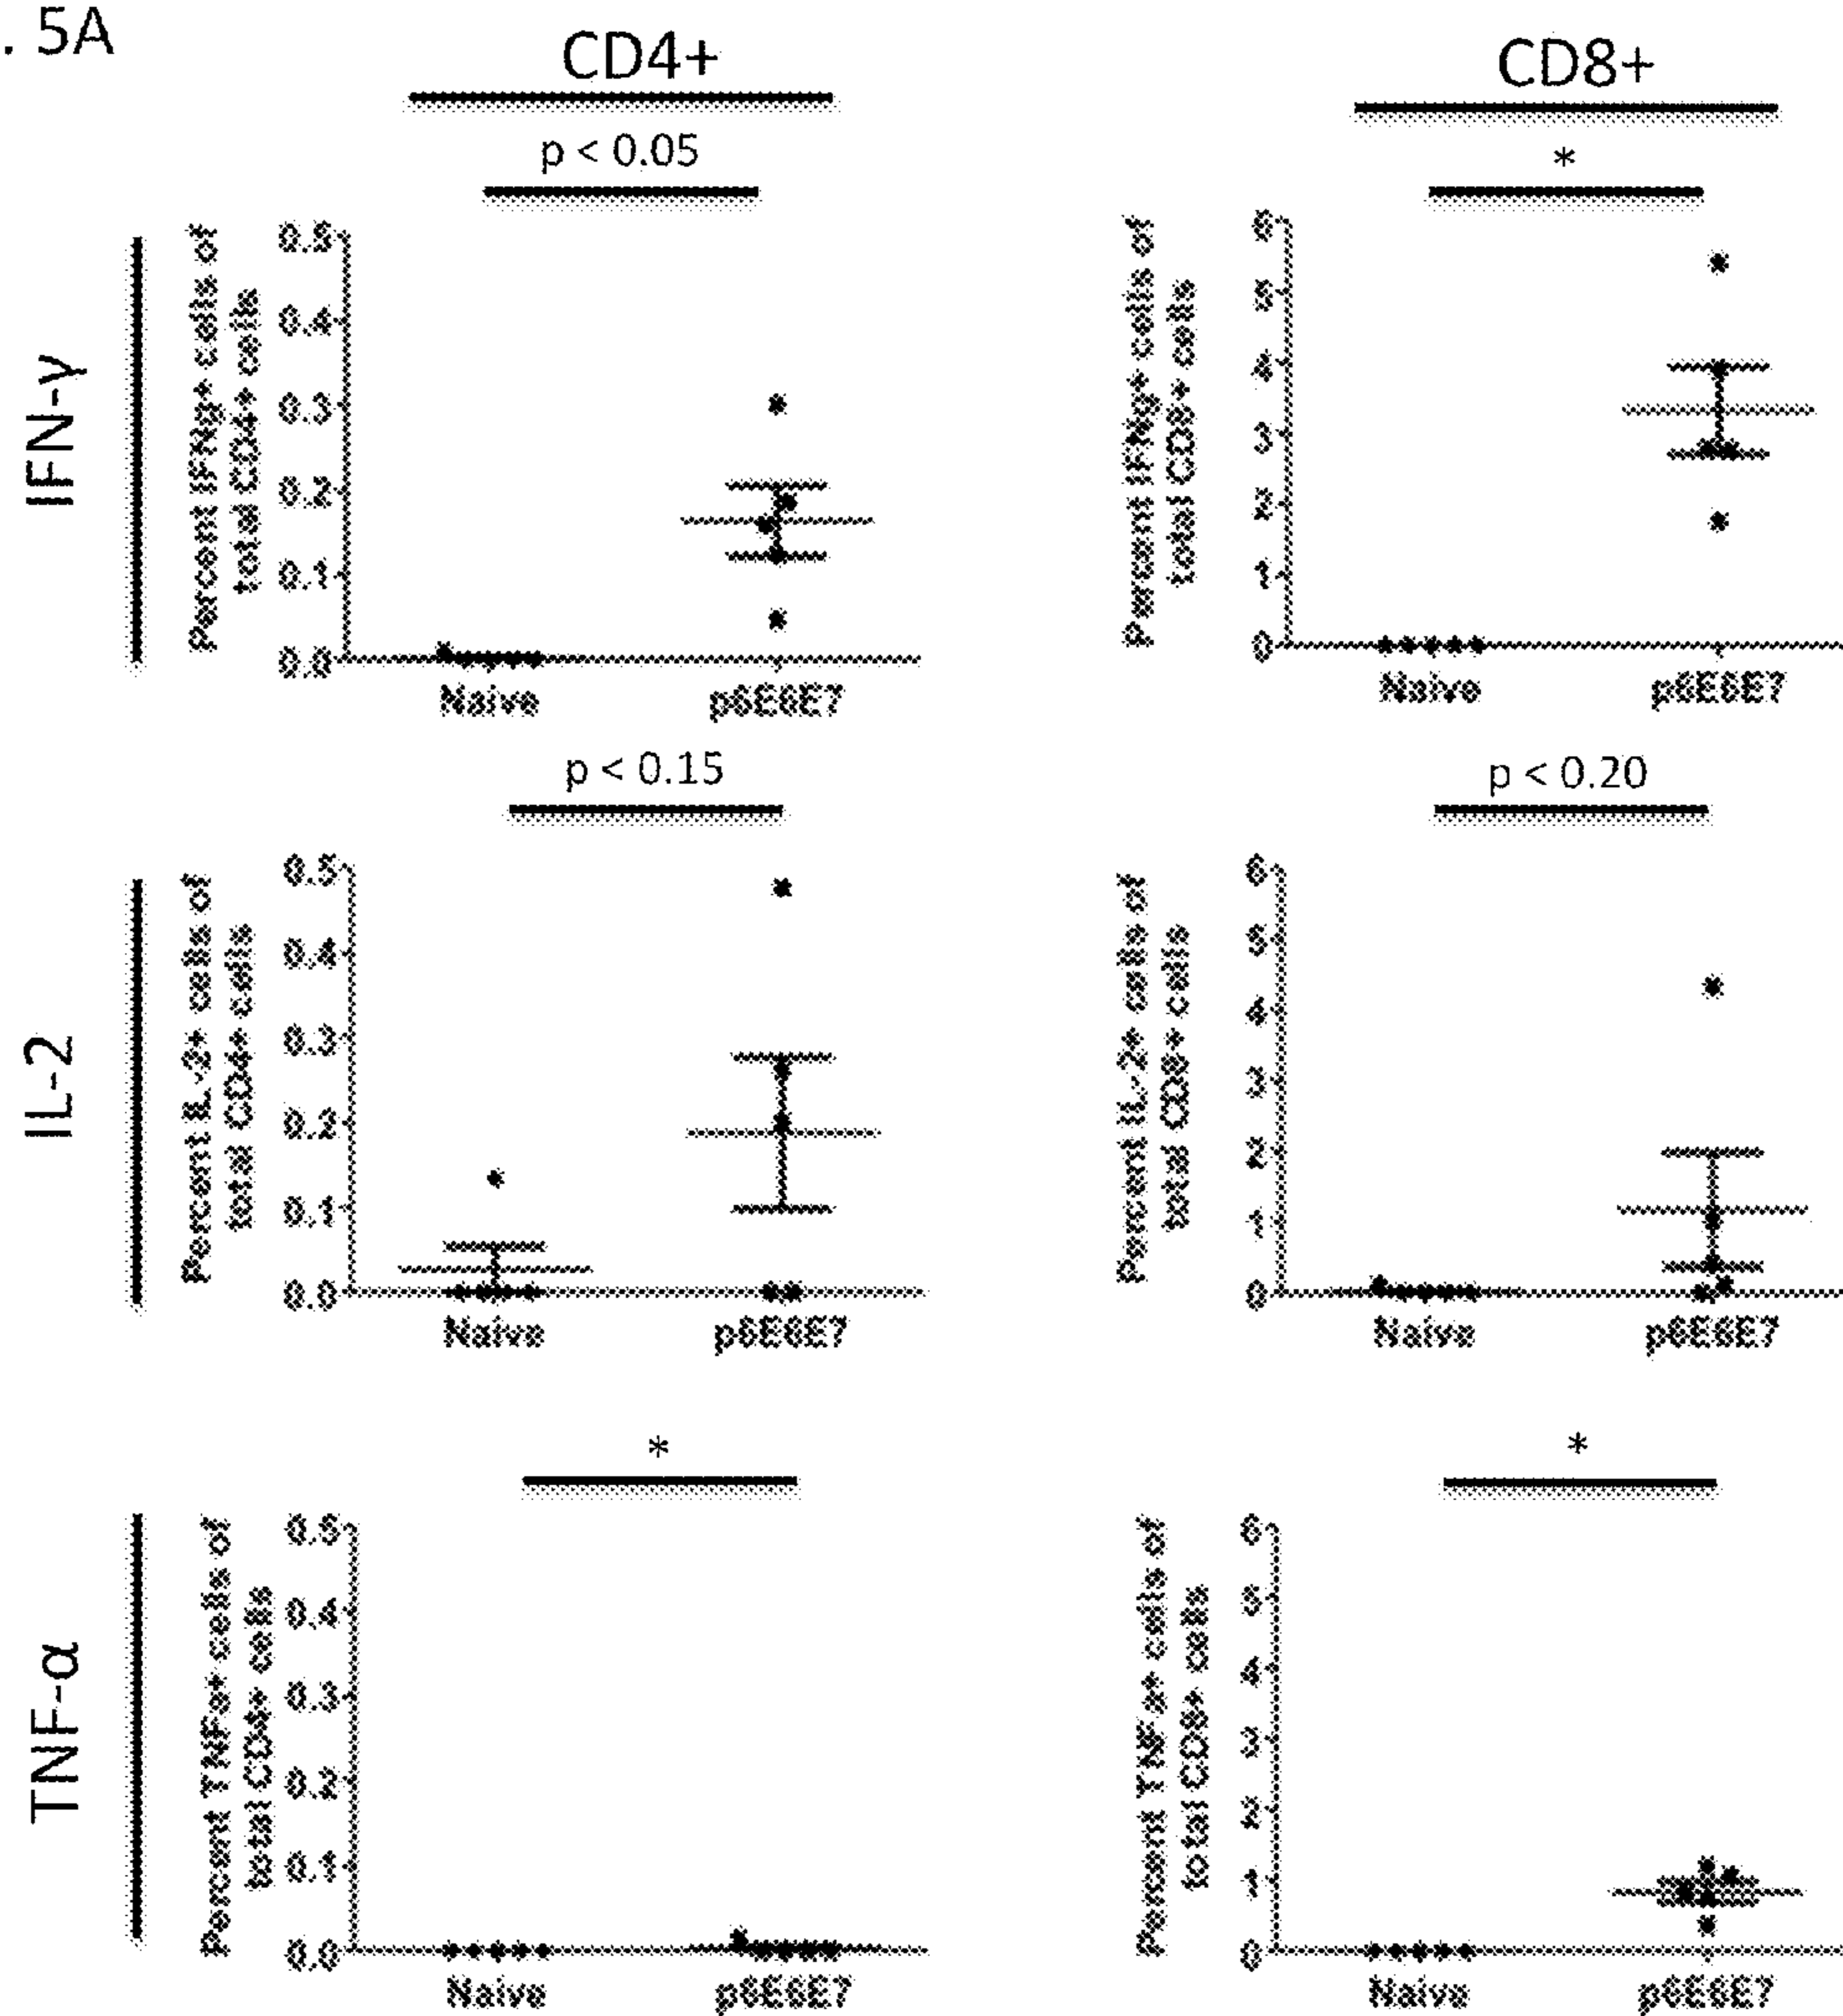 . 5A
CD4+
CD8+
p < 0.05
*
IFN-γ
Percent IFNg+ cells of
total CD4+ cells
0.5
0.4
0.3
0.2
0.1
0.0
Naive
p6E6E7
Percent IFNg+ cells of
total CD8+ cells
6
5
4
3
2
1
0
Naive
p6E6E7
p < 0.15
p < 0.20
IL-2
Percent IL-2+ cells of
total CD4+ cells
0.5
0.4
0.3
0.2
0.1
0.0
Naive
p6E6E7
Percent IL-2+ cells of
total CD8+ cells
6
5
4
3
2
1
0
Naive
p6E6E7
*
*
TNF-α
Percent TNFa+ cells of
total CD4+ cells
0.5
0.4
0.3
0.2
0.1
0.0
Naive
p6E6E7
Percent TNFa+ cells of
total CD8+ cells
6
5
4
3
2
1
0
Naive
p6E6E7